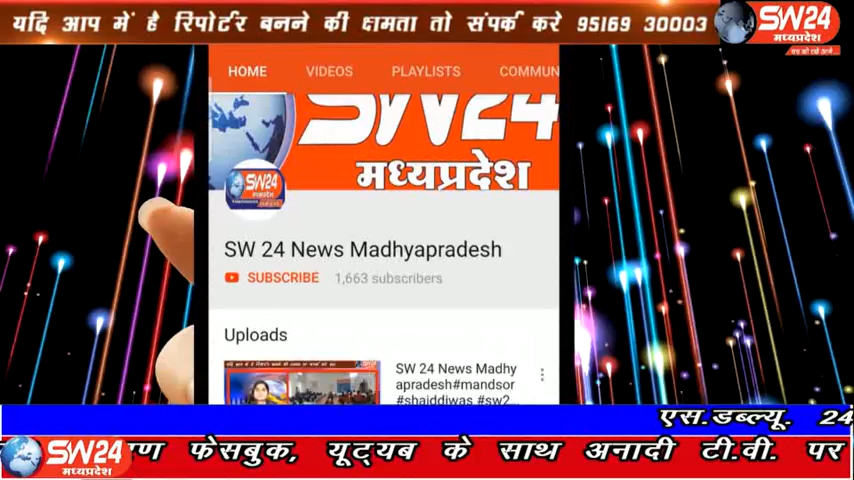 यदि आप में है रिपोर्टर बनने की क्षमता तो संपर्क करे 95169 30003
SW24
मध्यप्रदेश
HOME VIDEOS PLAYLISTS COMMUN
SW24
मध्यप्रदेश
SW24
SW 24 News Madhyapradesh
SUBSCRIBE 1,663 subscribers
Uploads
SW 24 News Madhy
apradesh#mandsor
#shaiddiwas #sw2...
एस.डब्ल्यू. 24
SW24
मध्यप्रदेश
ण फेसबुक, यूट्यब के साथ अनादी टी.वी. पर